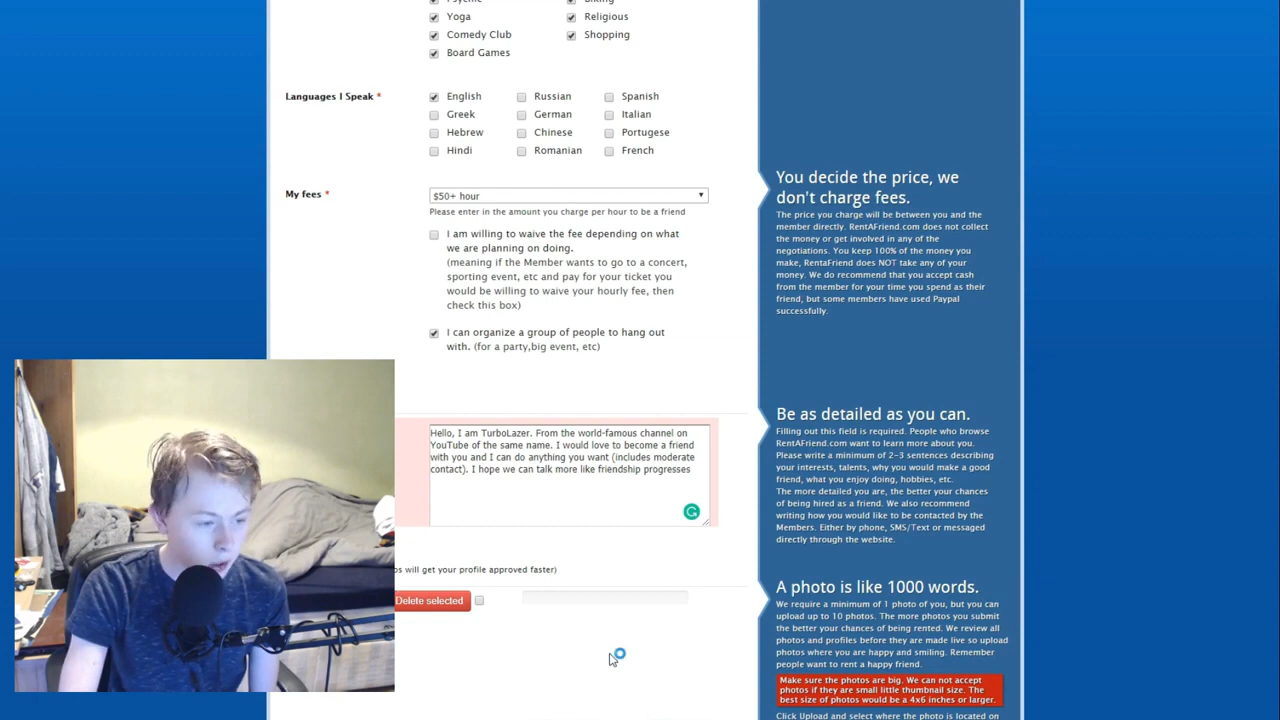 Psychic
Biking
Yoga
Religious
Comedy Club
Shopping
Board Games
Languages I Speak *
English
Russian
Spanish
Greek
German
Italian
Hebrew
Chinese
Portugese
Hindi
Romanian
French
My fees *
$50+ hour
Please enter in the amount you charge per hour to be a friend
I am willing to waive the fee depending on what
we are planning on doing.
(meaning if the Member wants to go to a concert,
sporting event, etc and pay for your ticket you
would be willing to waive your hourly fee, then
check this box)
I can organize a group of people to hang out
with. (for a party,big event, etc)
Hello, I am TurboLazer. From the world-famous channel on
YouTube of the same name. I would love to become a friend
with you and I can do anything you want (includes moderate
contact). I hope we can talk more like friendship progresses
os will get your profile approved faster)
Delete selected
You decide the price, we
don't charge fees.
The price you charge will be between you and the
member directly. RentAFriend.com does not collect
the money or get involved in any of the
negotiations. You keep 100% of the money you
make, RentaFriend does NOT take any of your
money. We do recommend that you accept cash
from the member for your time you spend as their
friend, but some members have used Paypal
successfully.
Be as detailed as you can.
Filling out this field is required. People who browse
RentAFriend.com want to learn more about you.
Please write a minimum of 2-3 sentences describing
your interests, talents, why you would make a good
friend, what you enjoy doing, hobbies, etc.
The more detailed you are, the better your chances
of being hired as a friend. We also recommend
writing how you would like to be contacted by the
Members. Either by phone, SMS/Text or messaged
directly through the website.
A photo is like 1000 words.
We require a minimum of 1 photo of you, but you can
upload up to 10 photos. The more photos you submit
the better your chances of being rented. We review all
photos and profiles before they are made live so upload
photos where you are happy and smiling. Remember
people want to rent a happy friend.
Make sure the photos are big. We can not accept
photos if they are small little thumbnail size. The
best size of photos would be a 4x6 inches or larger.
Click Upload and select where the photo is located on